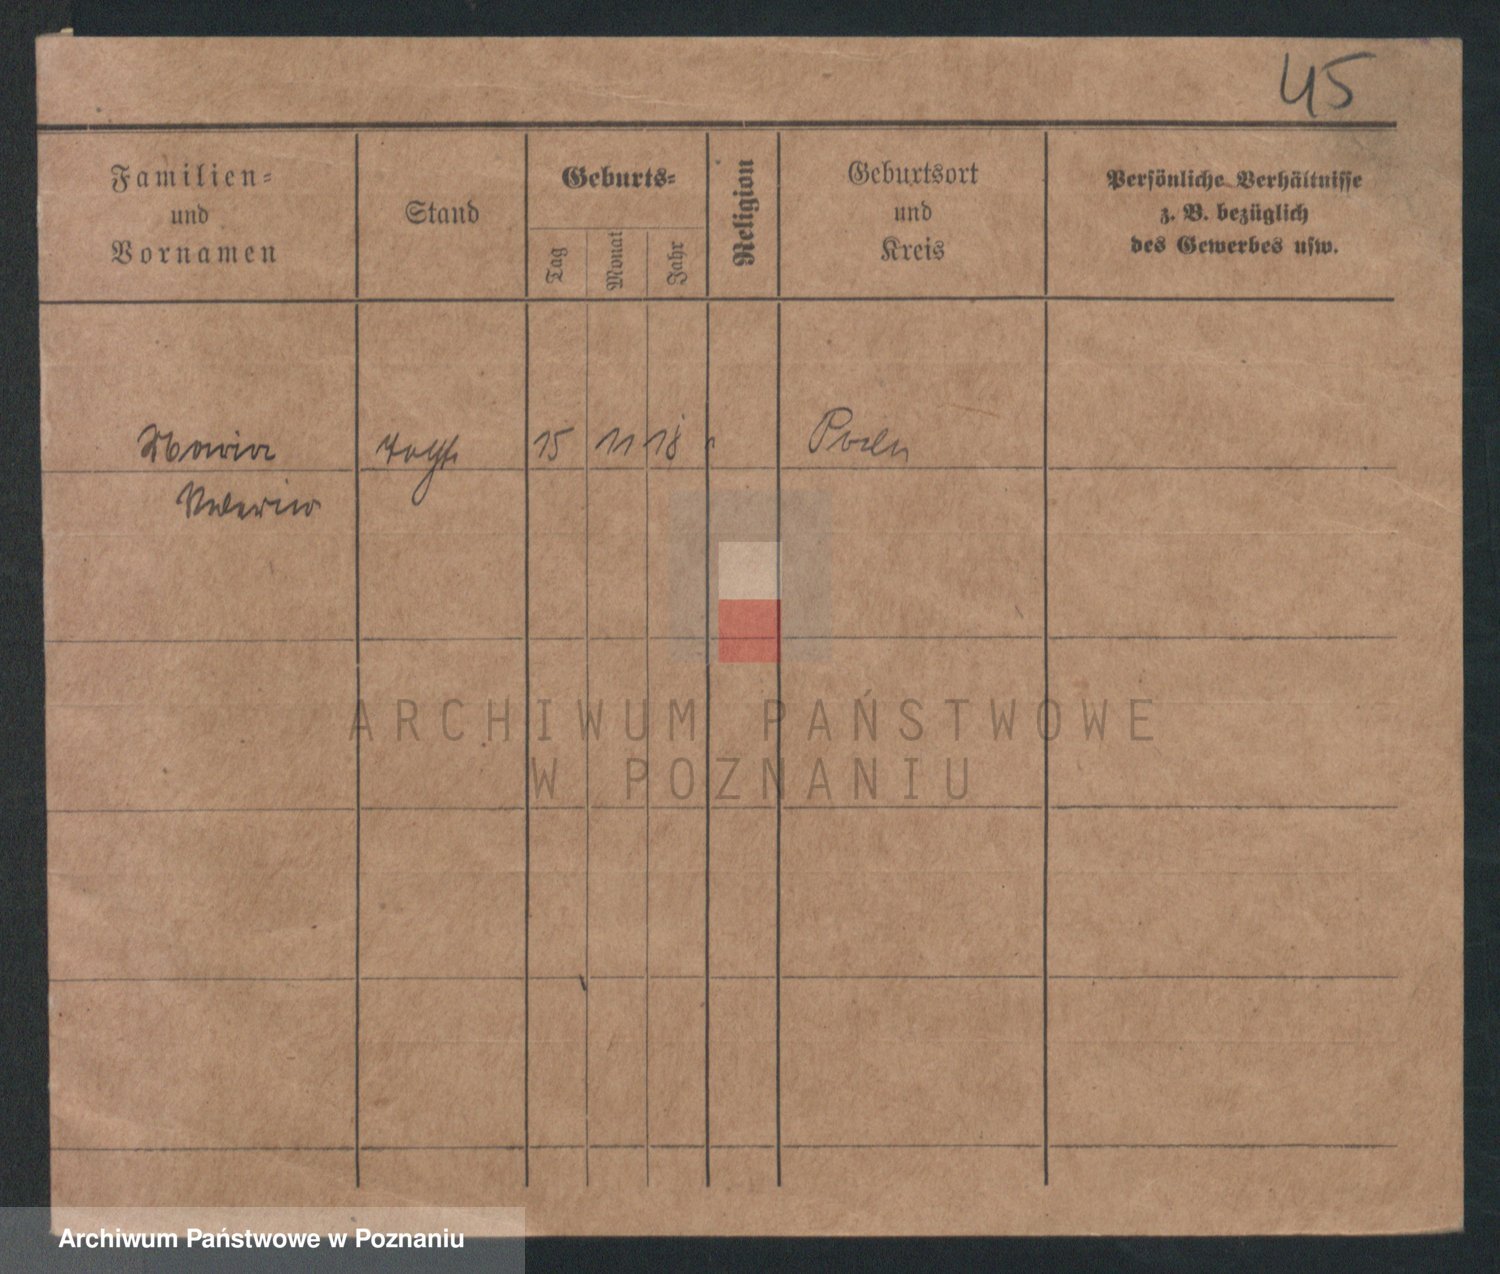 45
Familien=
und
Vornamen
Stand
Geburts=
Tag
Monat
Jahr
Religion
Geburtsort
und
Kreis
Persönliche Verhältnisse
z. B. bezüglich
des Gewerbes usw.
Maria
15
11
18
Posen
ARCHIWUM PAŃSTWOWE
W POZNANIU
Archiwum Państwowe w Poznaniu